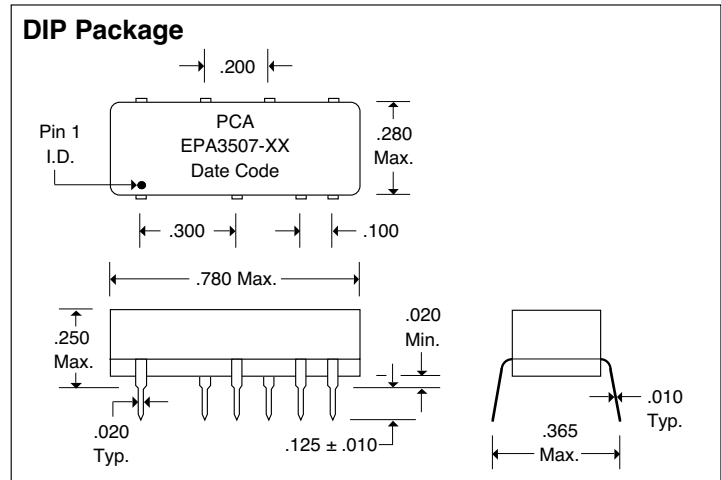 DIP Package
.200
PCA
EPA3507-XX
Date Code
Pin 1
I.D.
.280
Max.
.300
.100
.780 Max.
.250
Max.
.020
Min.
.020
Typ.
.125 ± .010
.010
Typ.
.365
Max.